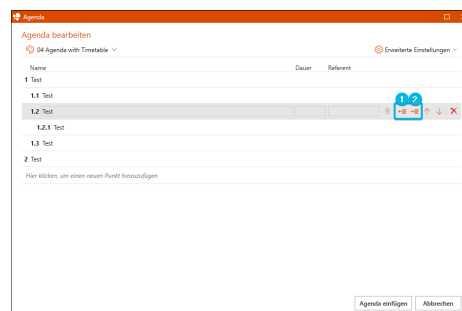 Agenda
Agenda bearbeiten
04 Agenda with Timetable
Erweiterte Einstellungen
Name Dauer Referent
1 Test
1.1 Test
1 2
1.2 Test
1.2.1 Test
1.3 Test
2 Test
Hier klicken, um einen neuen Punkt hinzuzufügen
Agenda einfügen Abbrechen